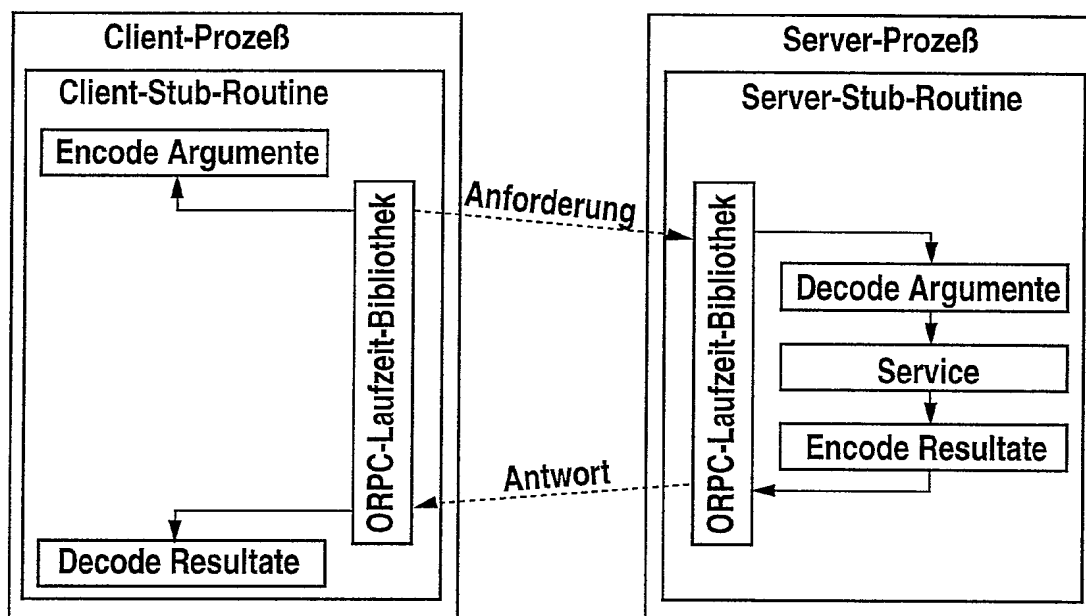 Client-Prozeß
Client-Stub-Routine
Encode Argumente
ORPC-Laufzeit-Bibliothek
Decode Resultate
Anforderung
Antwort
Server-Prozeß
Server-Stub-Routine
ORPC-Laufzeit-Bibliothek
Decode Argumente
Service
Encode Resultate